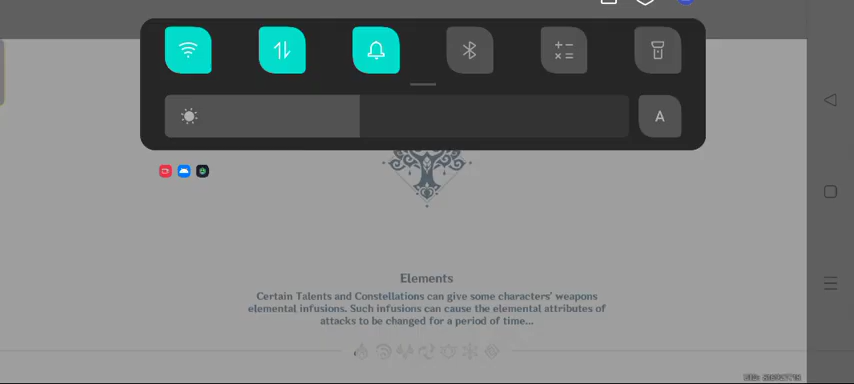 A
Elements
Certain Talents and Constellations can give some characters' weapons
elemental infusions. Such infusions can cause the elemental attributes of
attacks to be changed for a period of time...